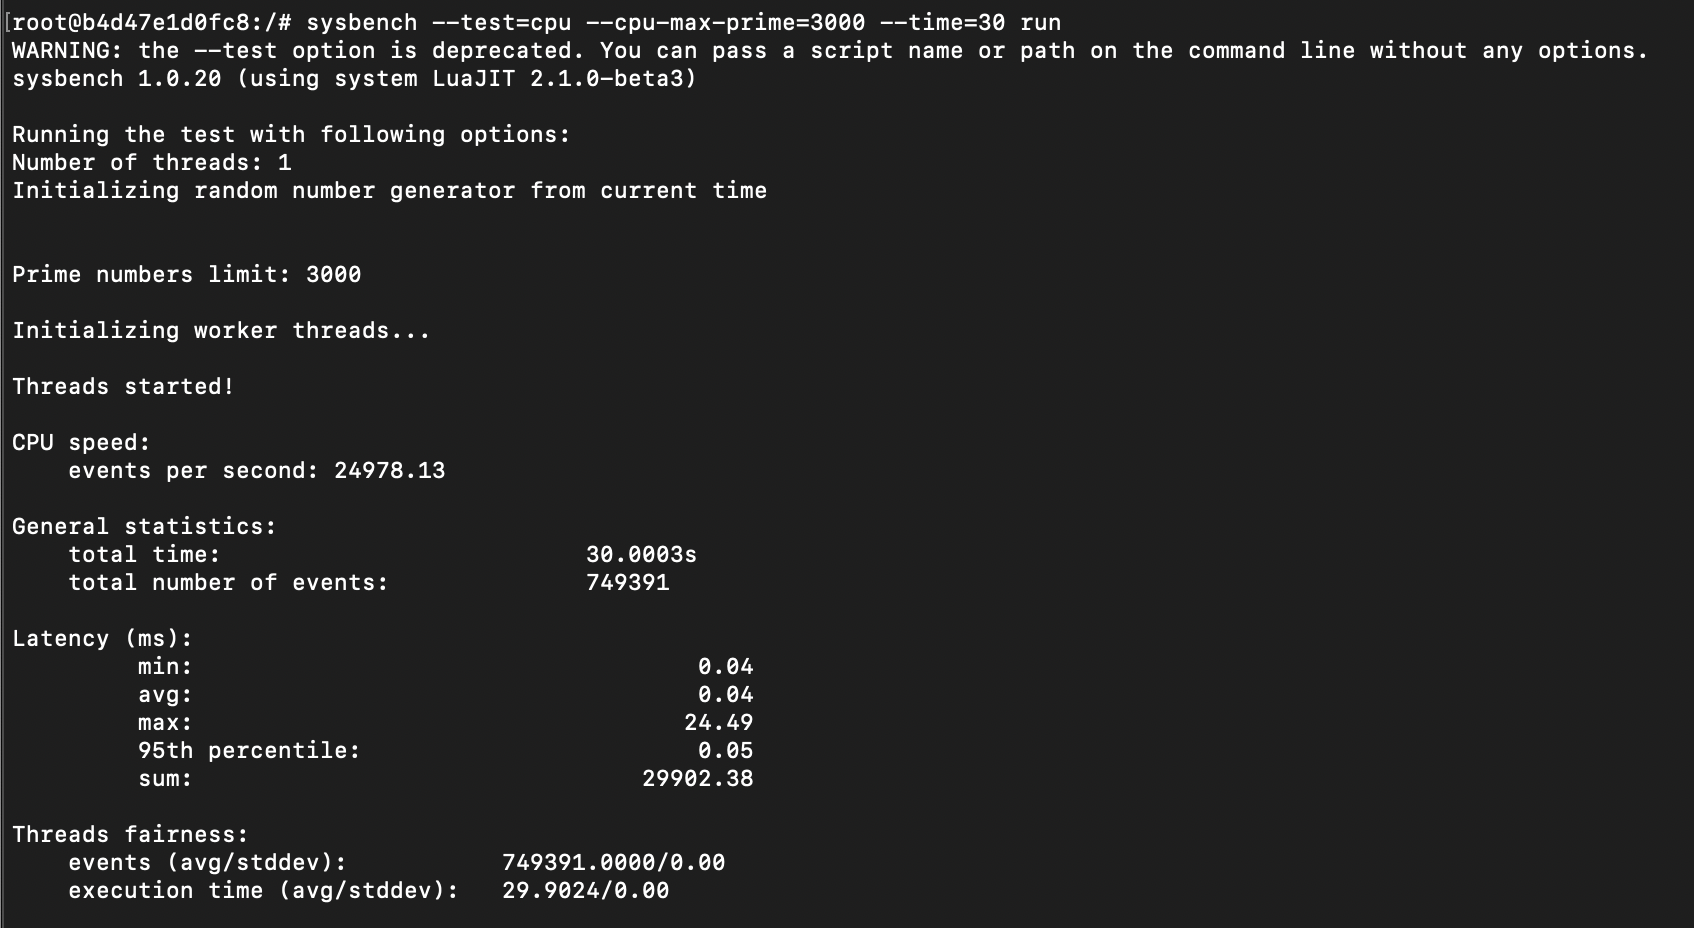 [root@b4d47e1d0fc8:/# sysbench --test=cpu --cpu-max-prime=3000 --time=30 run
WARNING: the --test option is deprecated. You can pass a script name or path on the command line without any options.
sysbench 1.0.20 (using system LuaJIT 2.1.0-beta3)
Running the test with following options:
Number of threads: 1
Initializing random number generator from current time
Prime numbers limit: 3000
Initializing worker threads...
Threads started!
CPU speed:
events per second: 24978.13
General statistics:
total time: 30.0003s
total number of events: 749391
Latency (ms):
min: 0.04
avg: 0.04
max: 24.49
95th percentile: 0.05
sum: 29902.38
Threads fairness:
events (avg/stddev): 749391.0000/0.00
execution time (avg/stddev): 29.9024/0.00